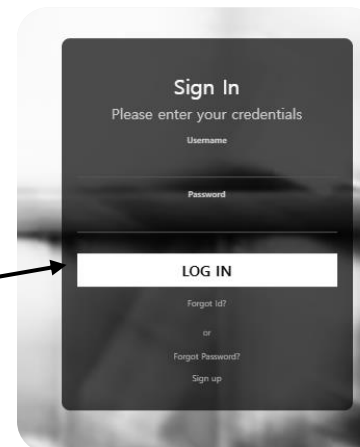 Sign In
Please enter your credentials
Username
Password
LOG IN
Forgot Id?
or
Forgot Password?
Sign up